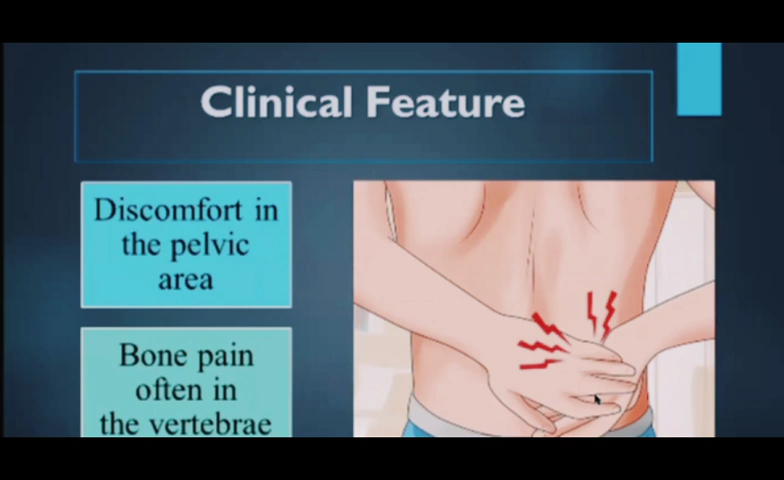 Clinical Feature
Discomfort in
the pelvic
area
Bone pain
often in
the vertebrae